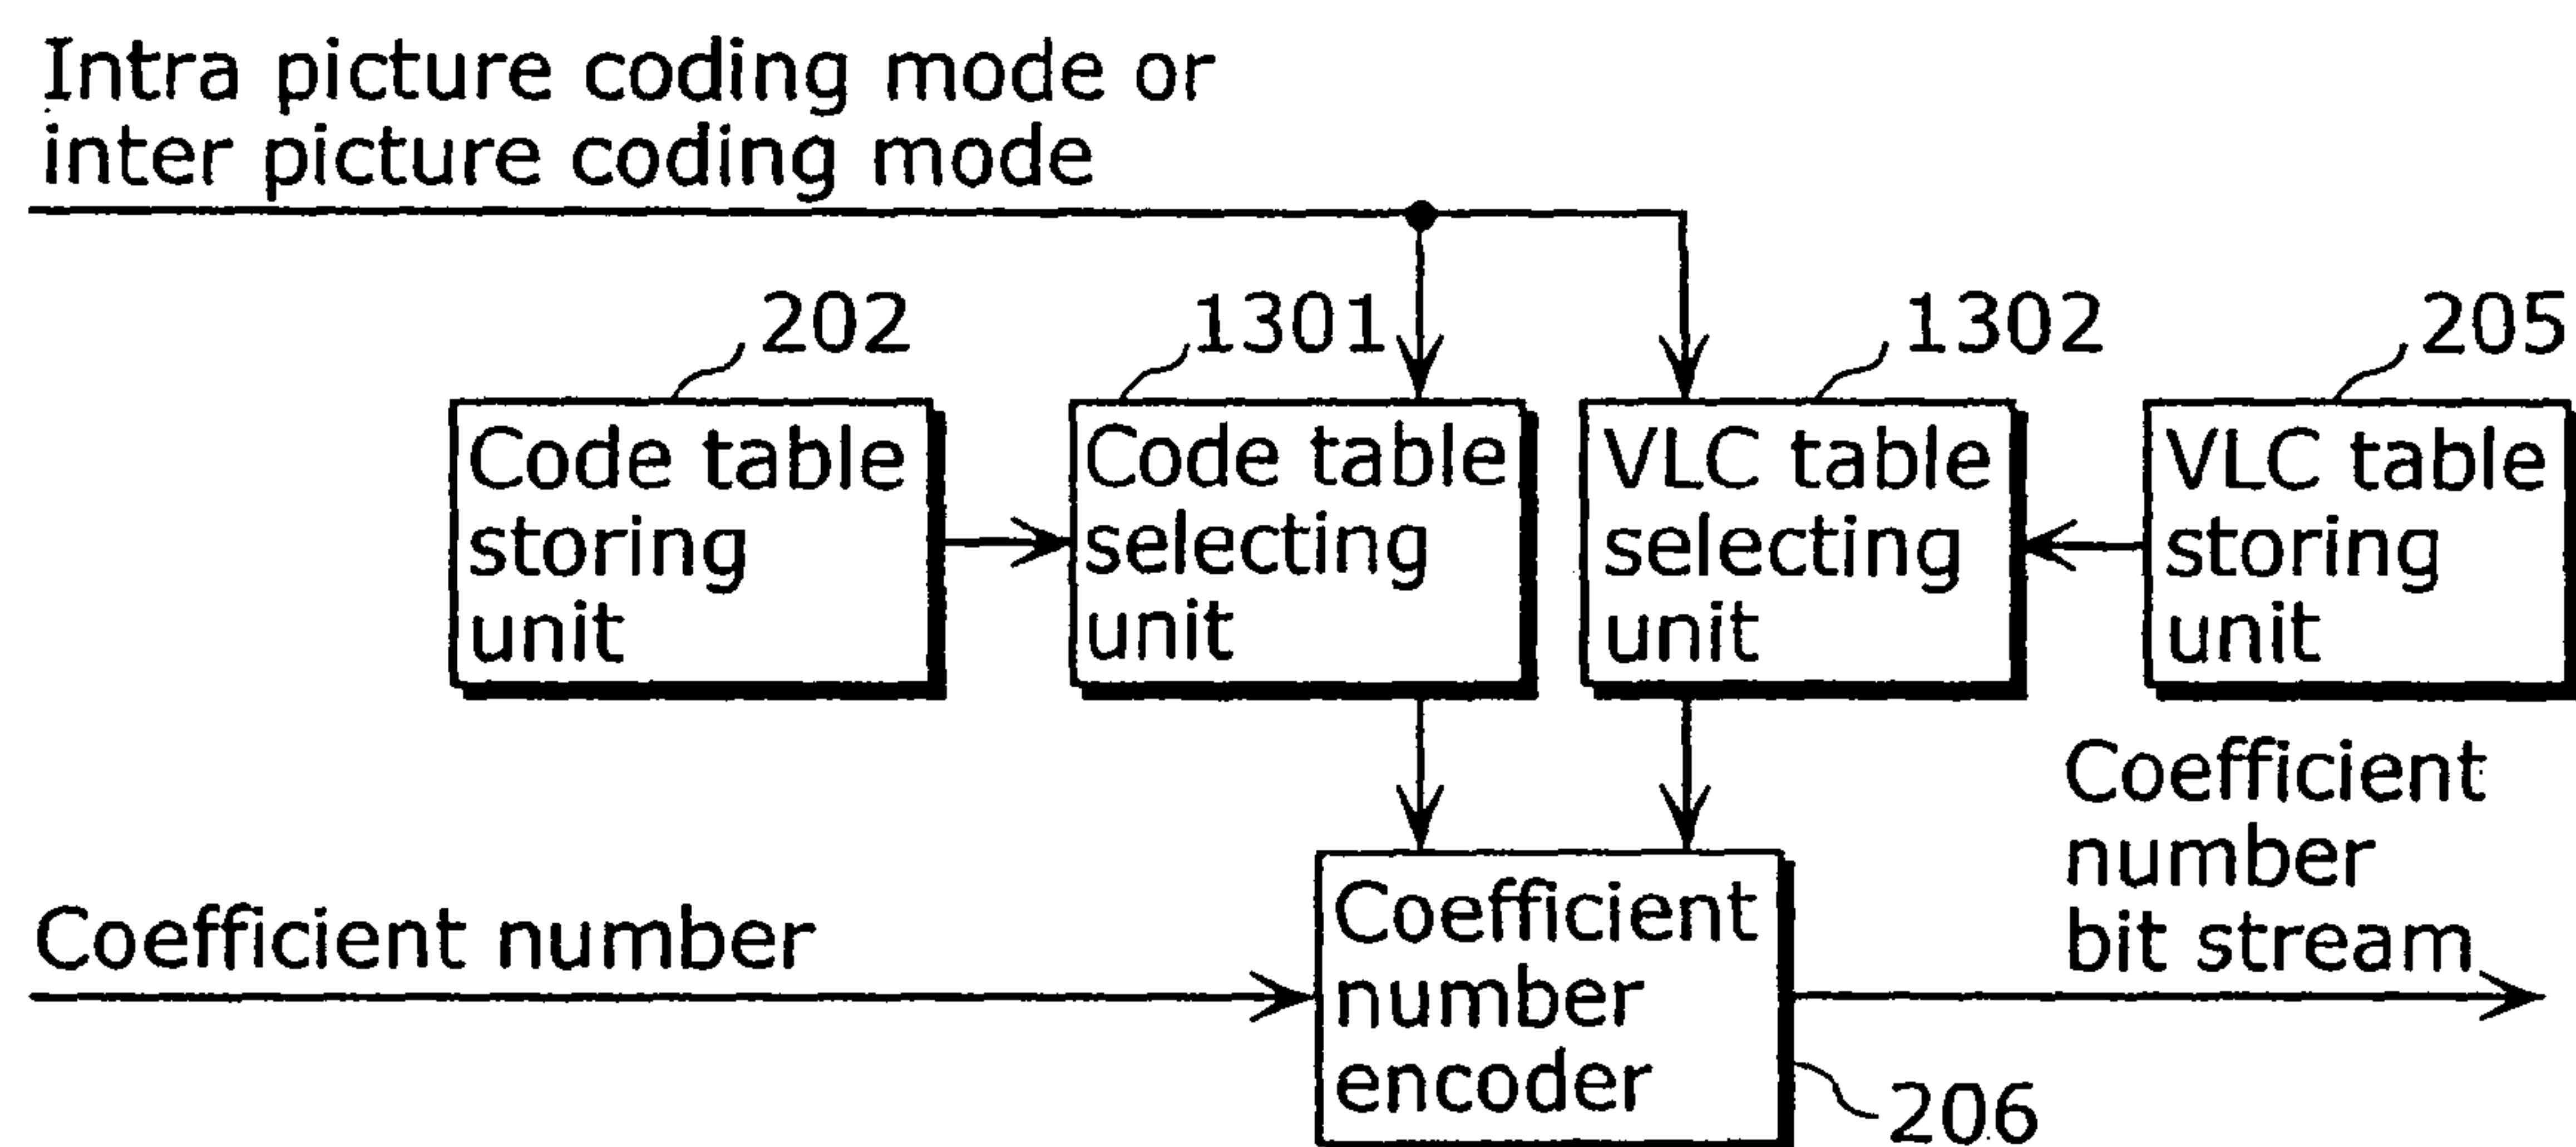 Intra picture coding mode or
inter picture coding mode
202
1301
1302
205
Code table
storing
unit
Code table
selecting
unit
VLC table
selecting
unit
VLC table
storing
unit
Coefficient number
Coefficient
number
encoder
Coefficient
number
bit stream
206